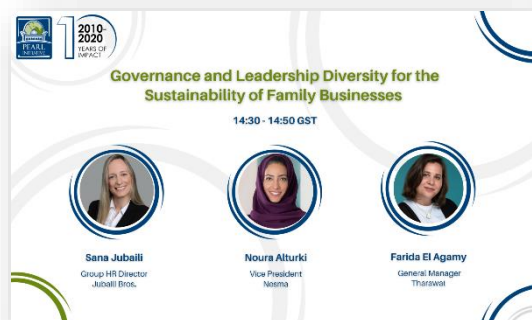 PEARL
INITIATIVE
2010-
2020
YEARS OF
IMPACT
Governance and Leadership Diversity for the
Sustainability of Family Businesses
14:30 - 14:50 GST
Sana Jubaili
Group HR Director
Jubaili Bros.
Noura Alturki
Vice President
Nesma
Farida El Agamy
General Manager
Tharawat